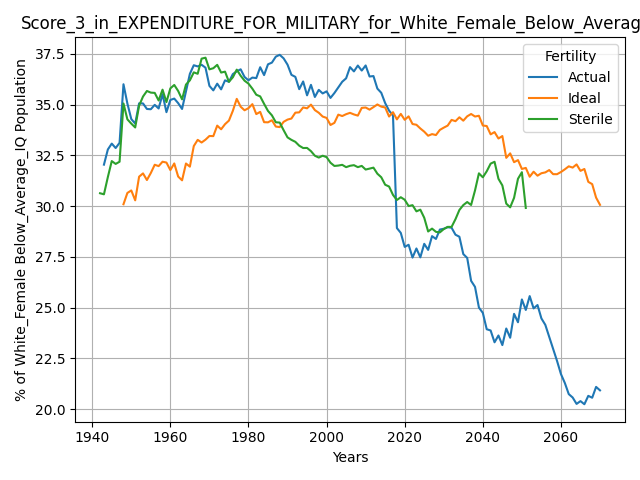 Score_3_in_EXPENDITURE_FOR_MILITARY_for_White_Female_Below_Averag
% of White_Female Below_Average_IQ Population
37.5
35.0
32.5
30.0
27.5
25.0
22.5
20.0
Fertility
Actual
Ideal
Sterile
1940 1960 1980 2000 2020 2040 2060
Years